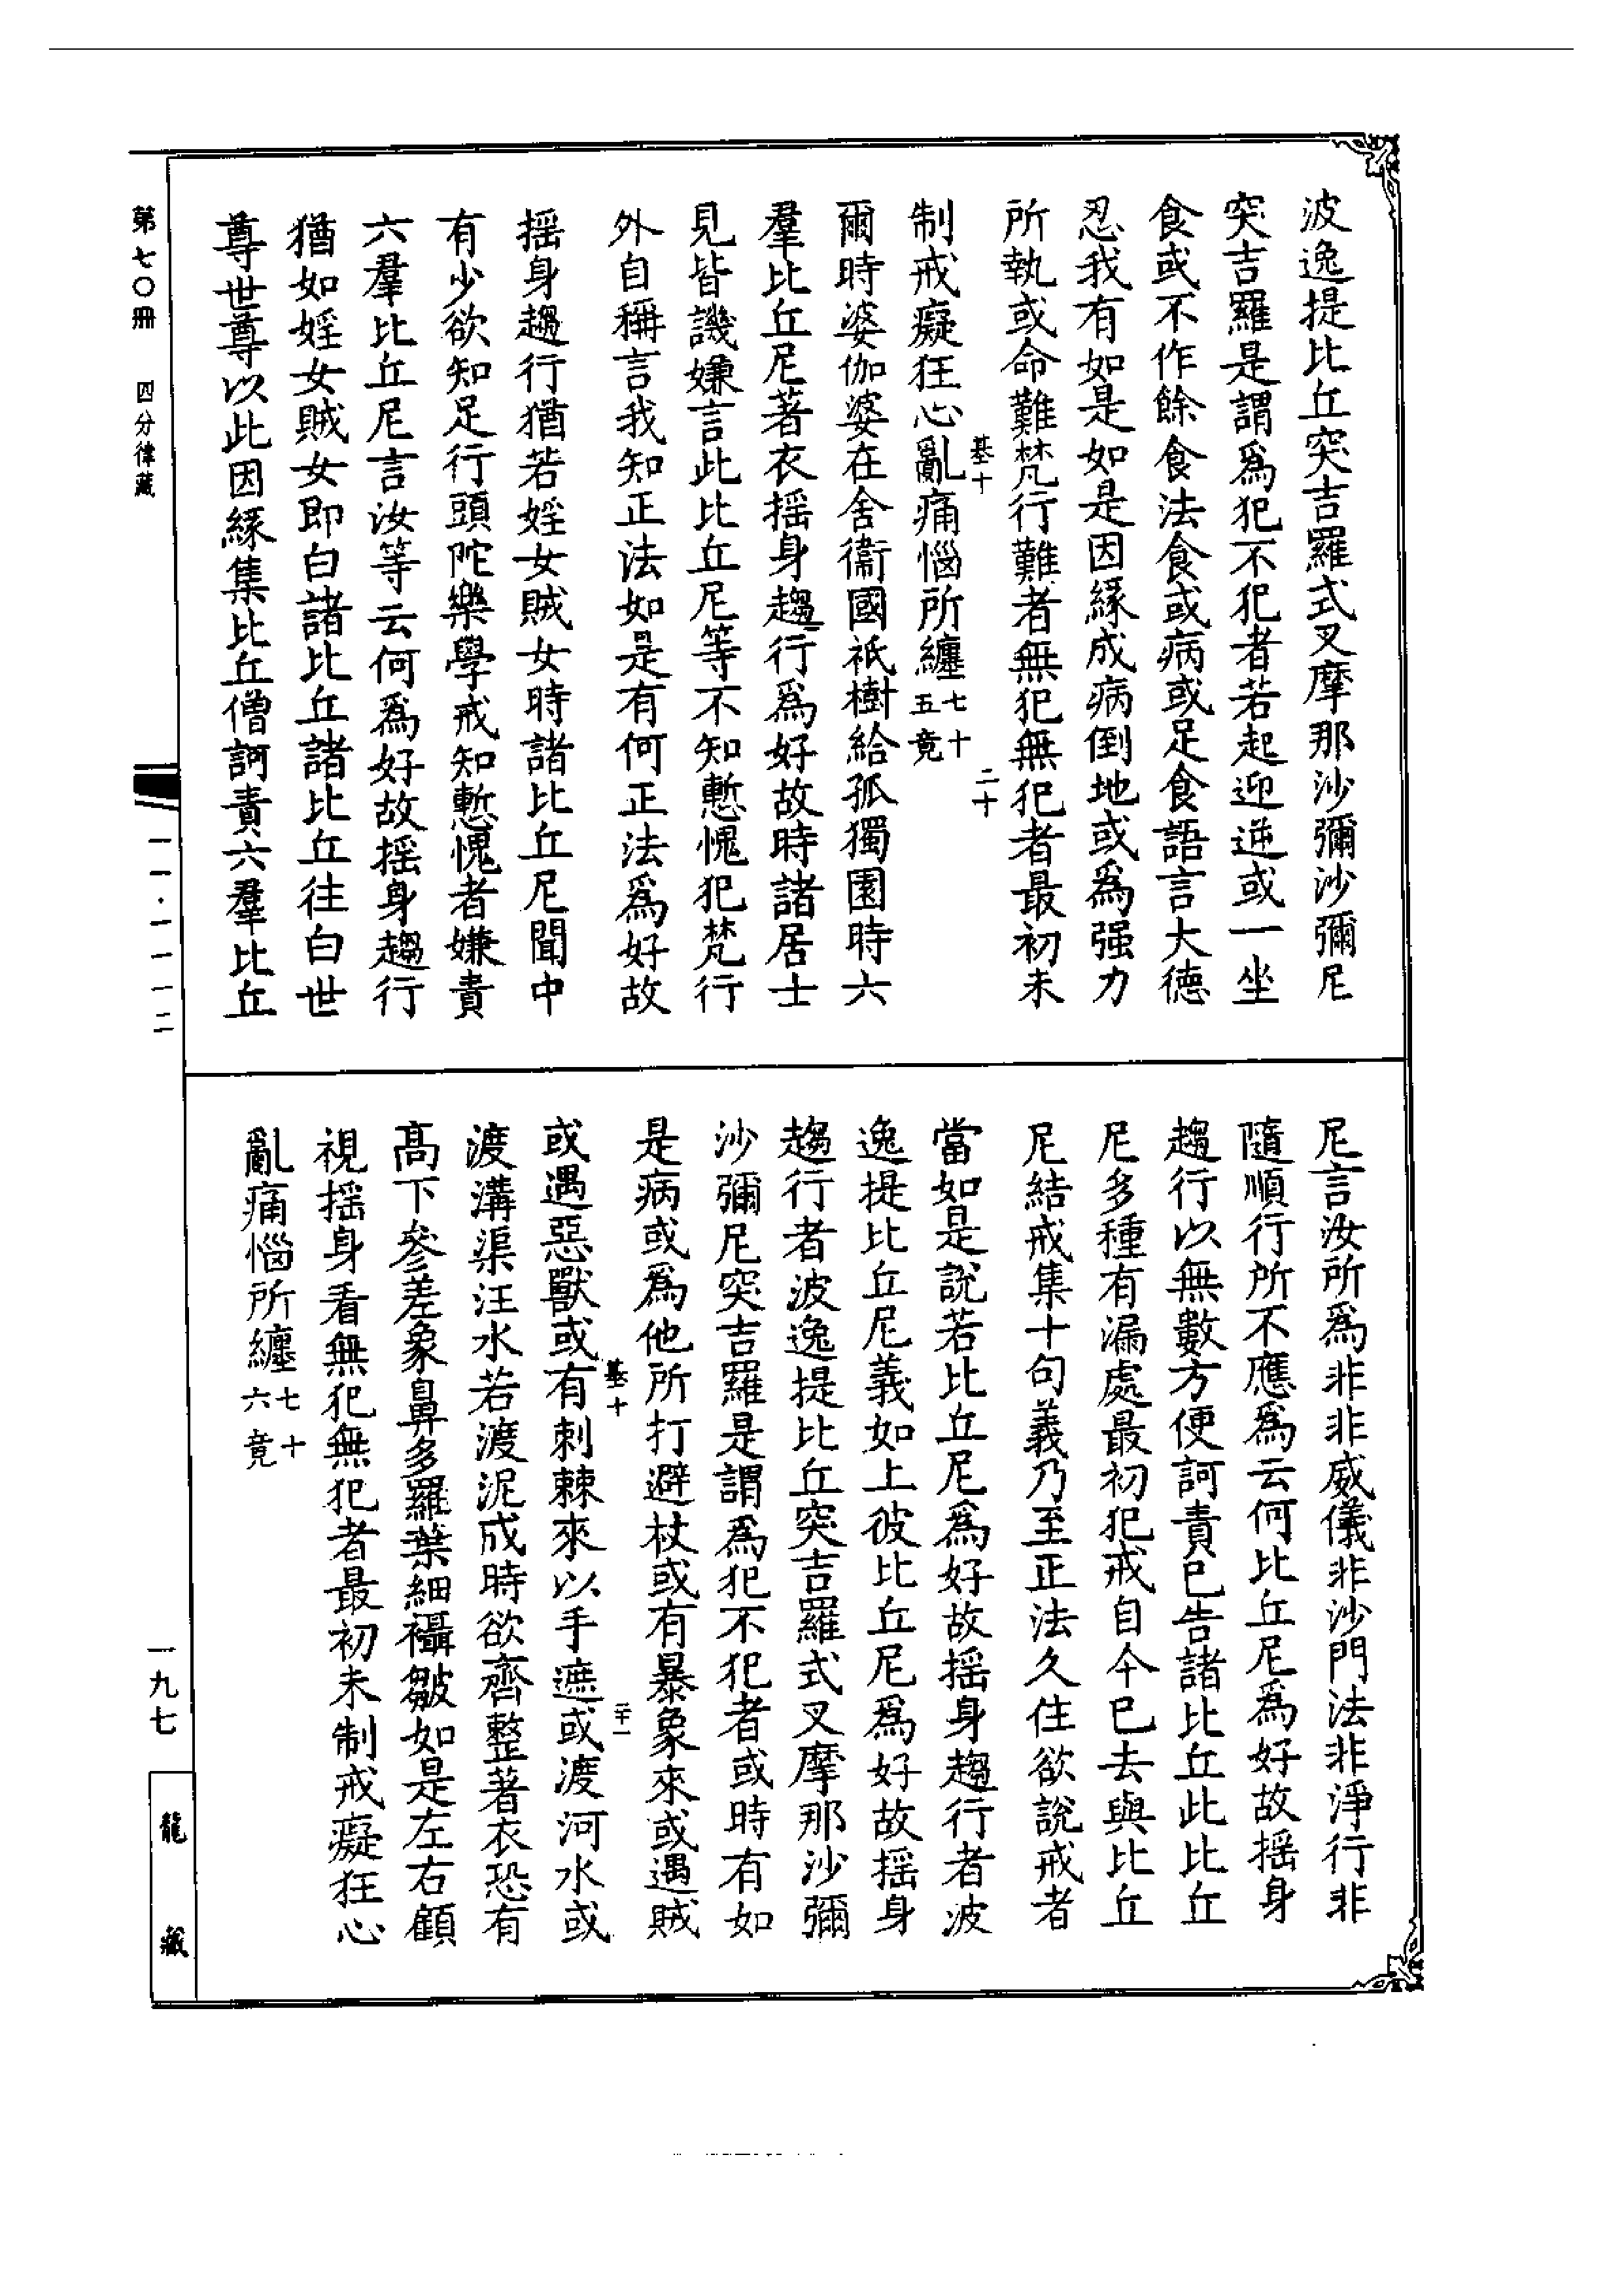 波逸提比丘突吉羅式叉摩那沙彌沙彌尼
突吉羅是謂爲犯不犯者若起迎逆或一坐
食或不作餘食法食或病或足食語言大德
忍我有如是如是因緣成病倒地或爲强力
所執或命難梵行難者無犯無犯者最初未
基十
二十
制戒癡狂心亂痛惱所纏七十五竟
爾時婆伽婆在舍衞國祇樹給孤獨園時六
羣比丘尼著衣揺身趨行爲好故時諸居士
見皆譏嫌言此比丘尼等不知慙愧犯梵行
外自稱言我知正法如是有何正法爲好故
揺身趨行猶若婬女賊女時諸比丘尼聞中
有少欲知足行頭陀樂學戒知慙愧者嫌責
六羣比丘尼言汝等云何爲好故揺身趨行
猶如婬女賊女即白諸比丘諸比丘往白世
尊世尊以此因緣集比丘僧訶責六羣比丘
尼言汝所爲非非威儀非沙門法非淨行非
隨順行所不應爲云何比丘尼爲好故揺身
趨行以無數方便訶責已告諸比丘此比丘
尼多種有漏處最初犯戒自今已去與比丘
尼結戒集十句義乃至正法久住欲說戒者
當如是說若比丘尼爲好故揺身趨行者波
逸提比丘尼義如上彼比丘尼爲好故揺身
趨行者波逸提比丘突吉羅式叉摩那沙彌
沙彌尼突吉羅是謂爲犯不犯者或時有如
是病或爲他所打避杖或有暴象來或遇賊
基十
二十一
或遇惡獸或有刺棘來以手遮或渡河水或
渡溝渠汪水若渡泥成時欲齊整著衣恐有
高下參差象鼻多羅葉細襵皺如是左右顧
視揺身看無犯無犯者最初未制戒癡狂心
亂痛惱所纏七十六竟
第七〇冊 四分律藏
一一·一一一二
一九七
龍藏